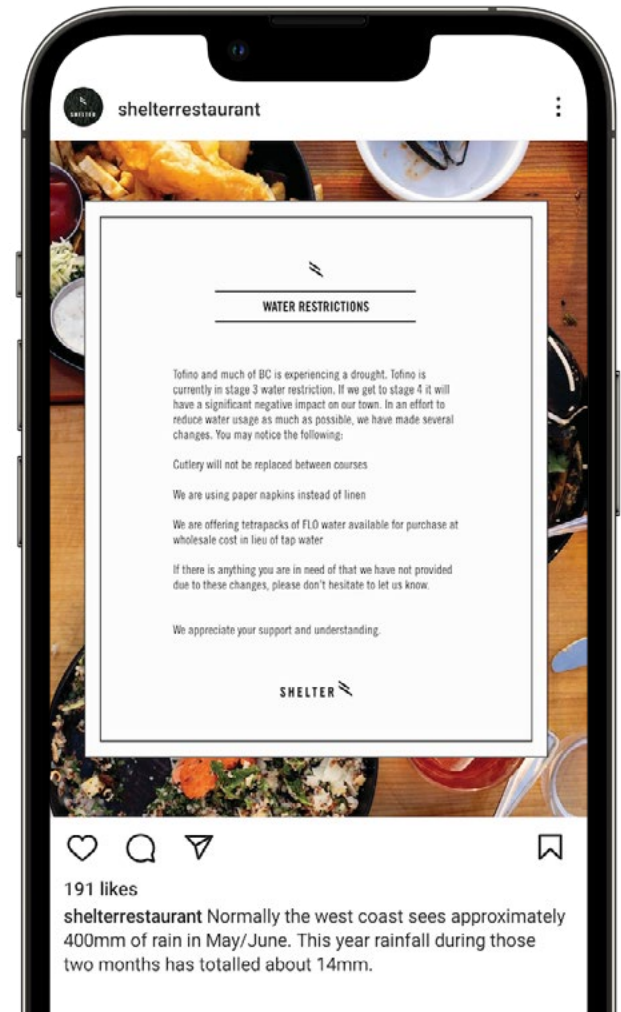 SHELTER
shelterrestaurant
WATER RESTRICTIONS
Tofino and much of BC is experiencing a drought. Tofino is
currently in stage 3 water restriction. If we get to stage 4 it will
have a significant negative impact on our town. In an effort to
reduce water usage as much as possible, we have made several
changes. You may notice the following:
Cutlery will not be replaced between courses
We are using paper napkins instead of linen
We are offering tetrapacks of FLO water available for purchase at
wholesale cost in lieu of tap water
If there is anything you are in need of that we have not provided
due to these changes, please don't hesitate to let us know.
We appreciate your support and understanding.
SHELTER
191 likes
shelterrestaurant Normally the west coast sees approximately
400mm of rain in May/June. This year rainfall during those
two months has totalled about 14mm.